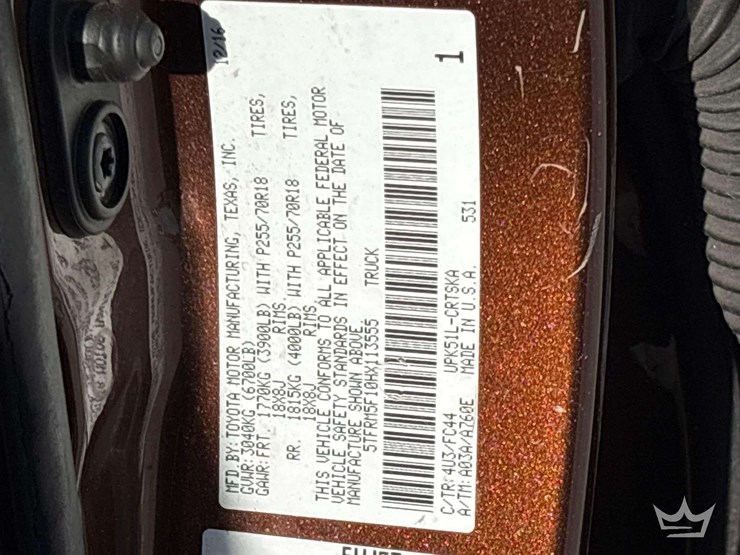 12/16
MFD. BY: TOYOTA MOTOR MANUFACTURING, TEXAS, INC.
GVWR: 3040KG (6700LB)
GAWR: FRT. 1770KG (3900LB) WITH P255/70R18 TIRES,
18X8J RIMS
RR. 1815KG (4000LB) WITH P255/70R18 TIRES,
18X8J RIMS
THIS VEHICLE CONFORMS TO ALL APPLICABLE FEDERAL MOTOR
VEHICLE SAFETY STANDARDS IN EFFECT ON THE DATE OF
MANUFACTURE SHOWN ABOVE.
5TFRM5F10HX113555 TRUCK
1
C/TR: 4U3/FC44 UPK51L-CRTSKA
A/TM: A03A/A760E MADE IN U.S.A. 531